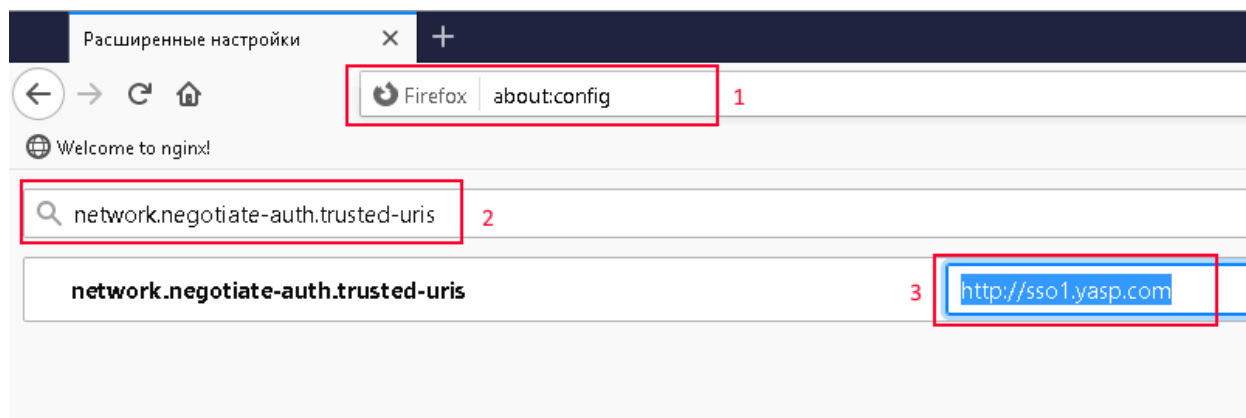 Расширенные настройки
Firefox about:config 1
Welcome to nginx!
network.negotiate-auth.trusted-uris 2
network.negotiate-auth.trusted-uris 3 http://sso1.yasp.com